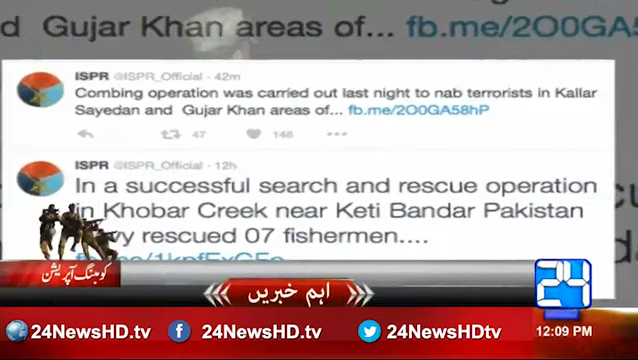 d Gujar Khan areas of... fb.me/2O0GA5
ISPR @ISPR_Official - 42m
Combing operation was carried out last night to nab terrorists in Kallar
Sayedan and Gujar Khan areas of... fb.me/2O0GA58hP
47 148
ISPR @ISPR_Official - 12h
In a successful search and rescue operation
in Khobar Creek near Keti Bandar Pakistan
rescued 07 fishermen....
کومبنگ آپریشن
اہم خبریں
24
24NewsHD.tv 24NewsHD.tv 24NewsHDtv 12:09 PM